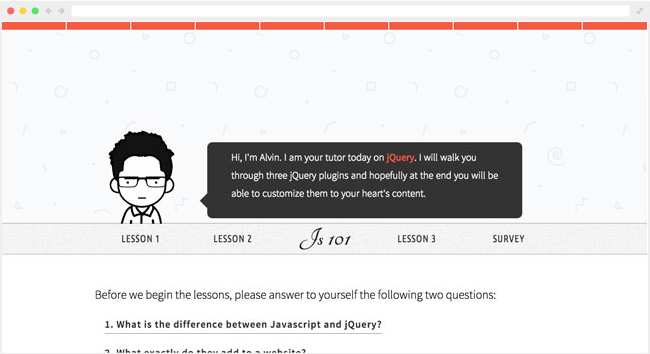 Hi, I'm Alvin. I am your tutor today on jQuery. I will walk you
through three jQuery plugins and hopefully at the end you will be
able to customize them to your heart's content.
LESSON 1 LESSON 2 Js 101 LESSON 3 SURVEY
Before we begin the lessons, please answer to yourself the following two questions:
1. What is the difference between Javascript and jQuery?
2. What exactly do they add to a website?